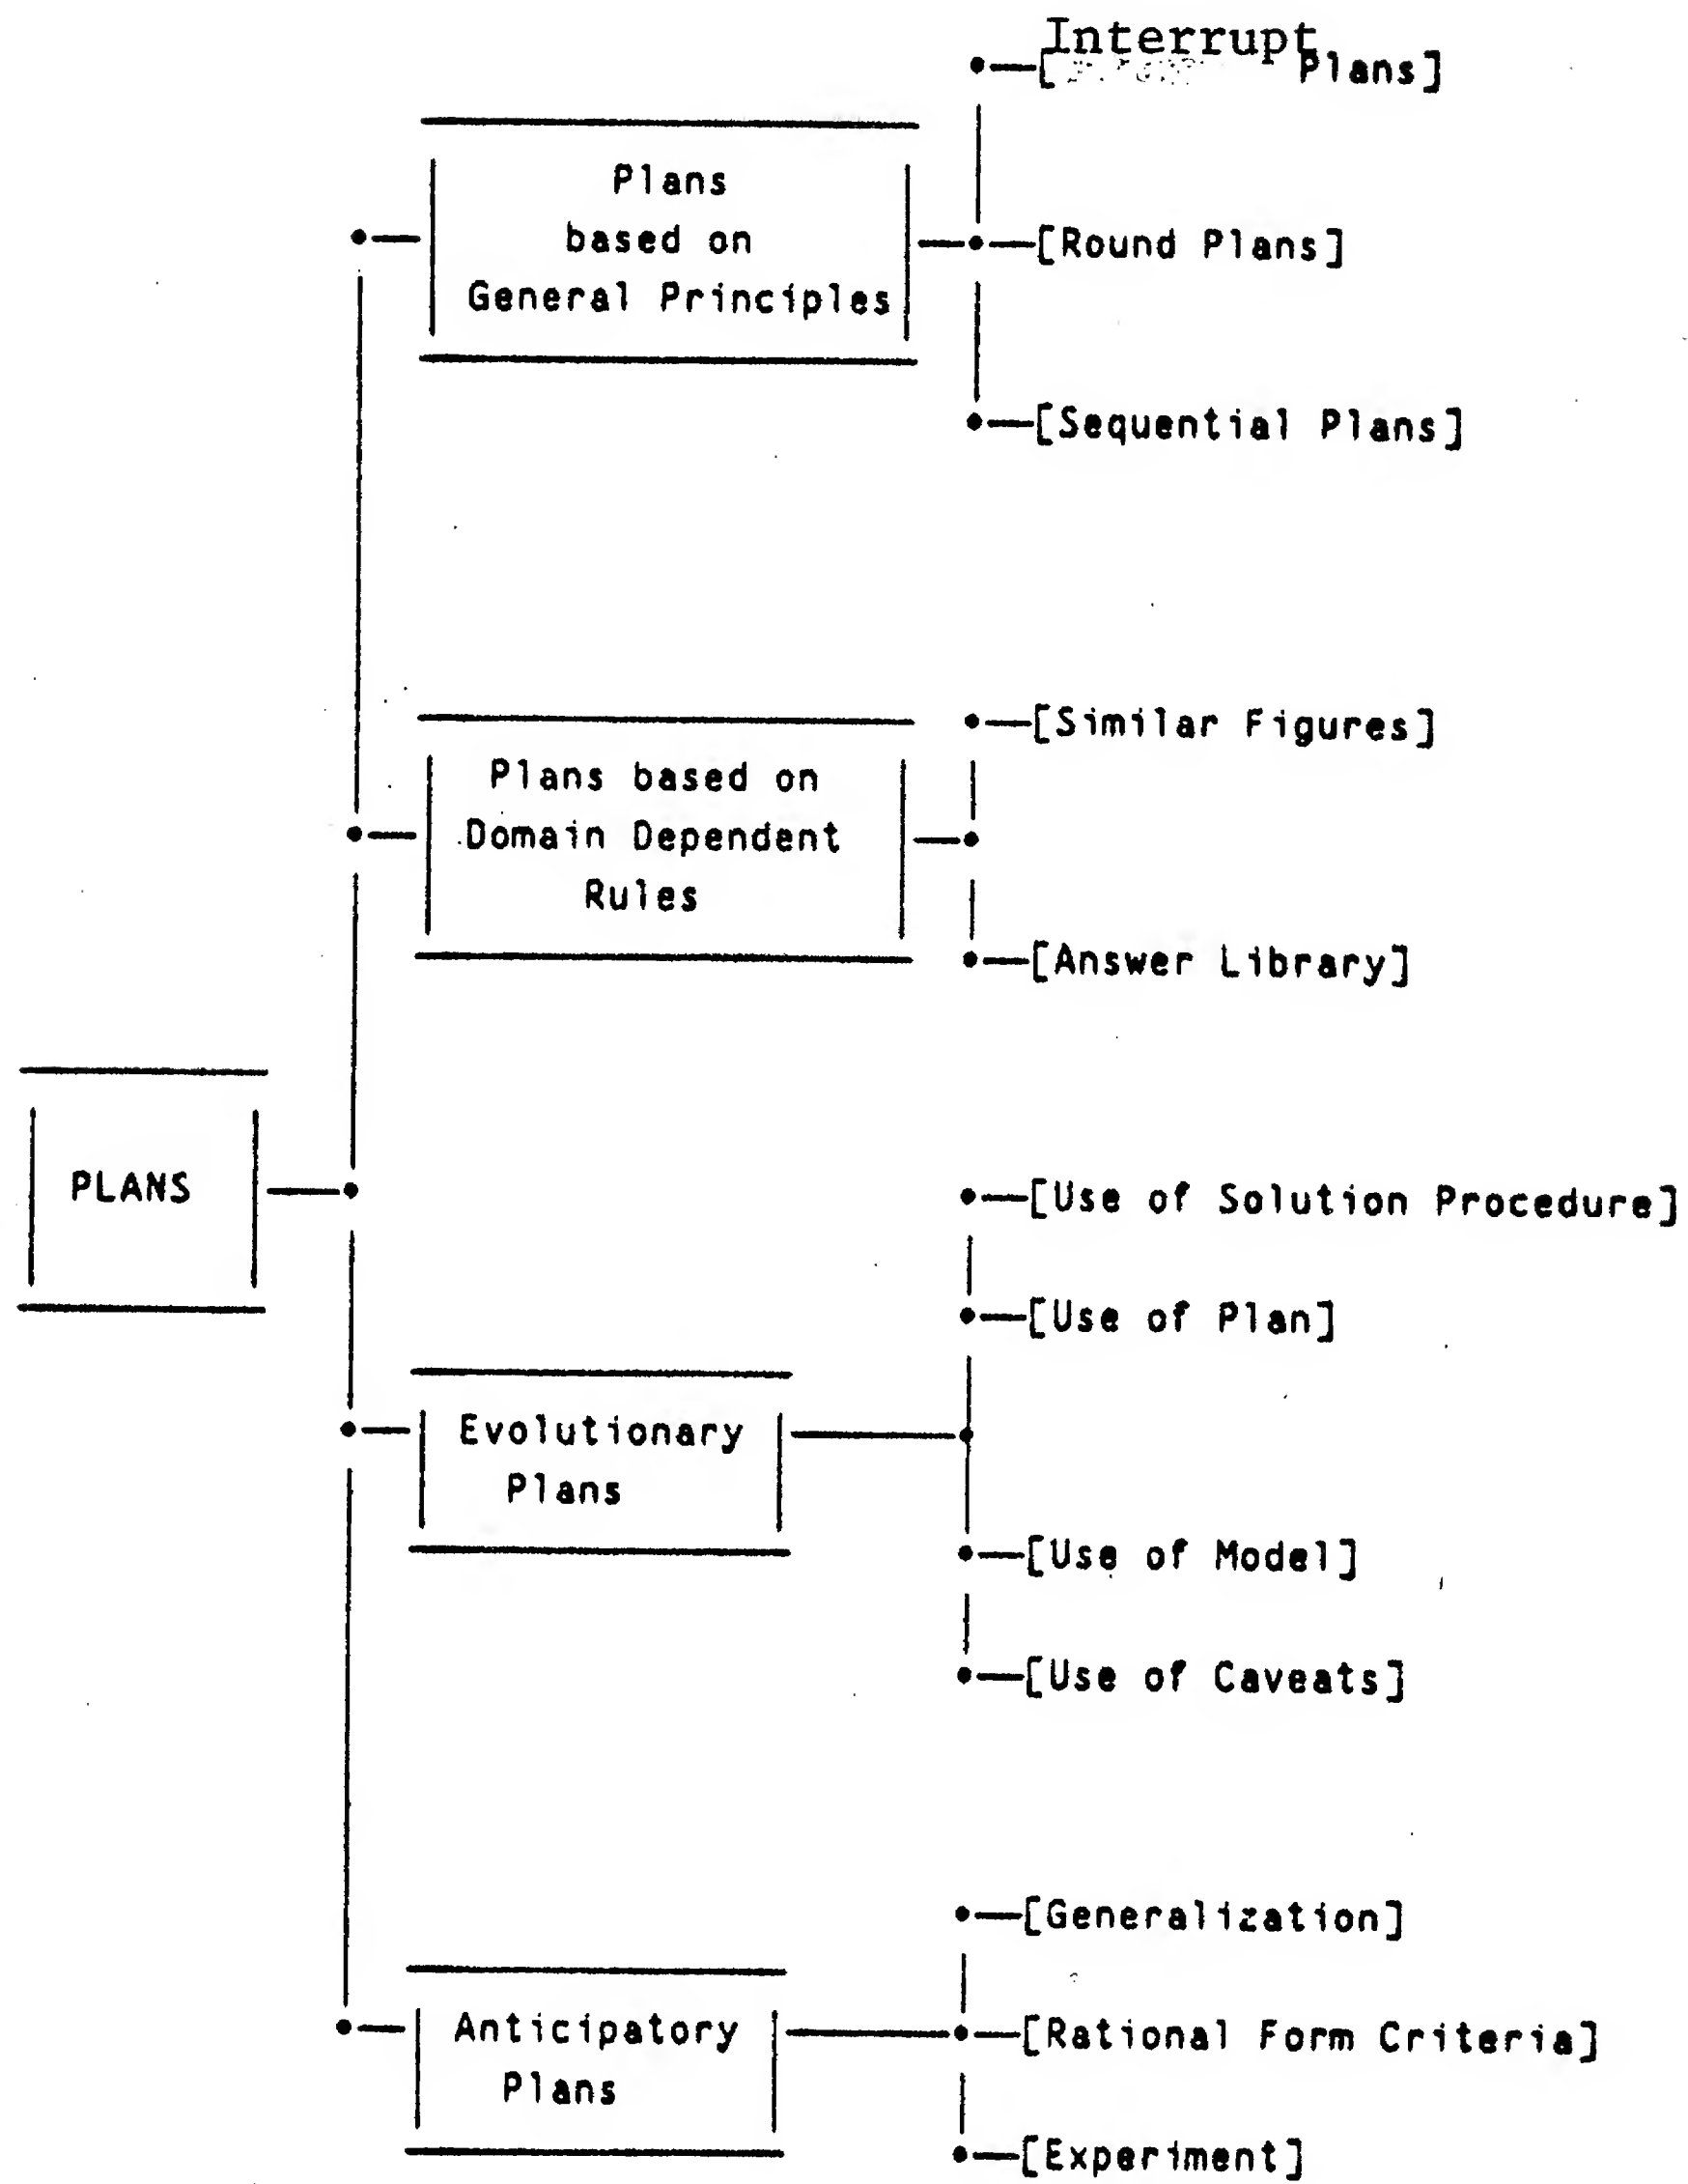 Interrupt
[Plans]
Plans
based on
General Principles
[Round Plans]
[Sequential Plans]
Plans based on
Domain Dependent
Rules
[Similar Figures]
[Answer Library]
PLANS
Evolutionary
Plans
[Use of Solution Procedure]
[Use of Plan]
[Use of Model]
[Use of Caveats]
Anticipatory
Plans
[Generalization]
[Rational Form Criteria]
[Experiment]